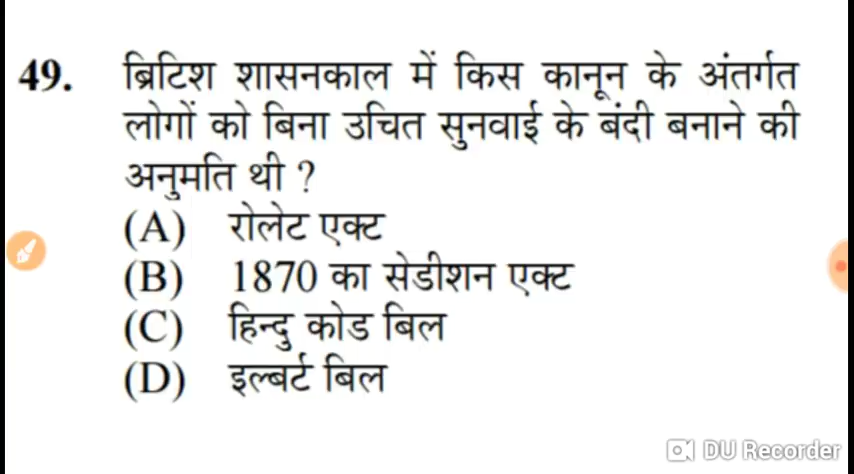 49. ब्रिटिश शासनकाल में किस कानून के अंतर्गत
लोगों को बिना उचित सुनवाई के बंदी बनाने की
अनुमति थी ?
(A) रोलेट एक्ट
(B) 1870 का सेडीशन एक्ट
(C) हिन्दु कोड बिल
(D) इल्बर्ट बिल
DU Recorder